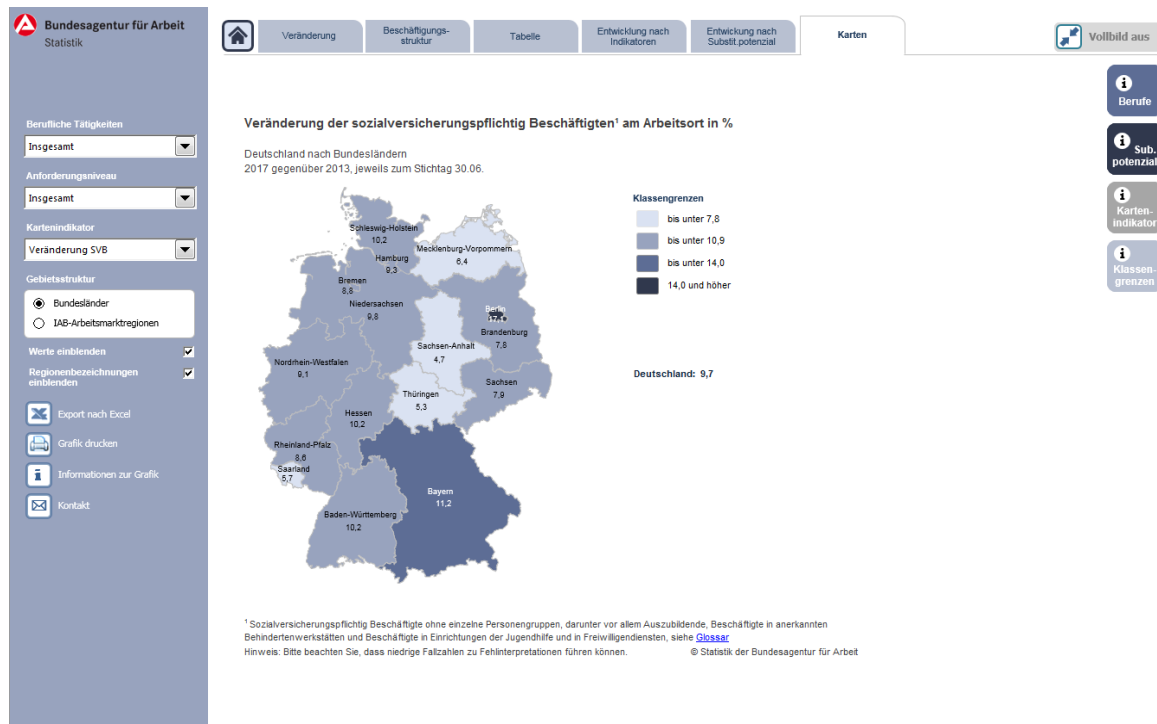 Bundesagentur für Arbeit
Statistik
Veränderung
Beschäftigungs-
struktur
Tabelle
Entwicklung nach
Indikatoren
Entwickung nach
Substit.potenzial
Karten
Vollbild aus
Berufe
Sub.
potenzial
Karten-
indikator
Klassen-
grenzen
Berufliche Tätigkeiten
Insgesamt
Anforderungsniveau
Insgesamt
Kartenindikator
Veränderung SVB
Gebietsstruktur
Bundesländer
IAB-Arbeitsmarktregionen
Werte einblenden
Regionenbezeichnungen
einblenden
Export nach Excel
Grafik drucken
Informationen zur Grafik
Kontakt
Veränderung der sozialversicherungspflichtig Beschäftigten¹ am Arbeitsort in %
Deutschland nach Bundesländern
2017 gegenüber 2013, jeweils zum Stichtag 30.06.
Schleswig-Holstein
10,2
Mecklenburg-Vorpommern
6,4
Hamburg
9,3
Bremen
8,8
Niedersachsen
9,8
Berlin
17,1
Brandenburg
7,8
Sachsen-Anhalt
4,7
Nordrhein-Westfalen
9,1
Sachsen
7,9
Thüringen
5,3
Hessen
10,2
Rheinland-Pfalz
8,6
Saarland
5,7
Bayern
11,2
Baden-Württemberg
10,2
Klassengrenzen
bis unter 7,8
bis unter 10,9
bis unter 14,0
14,0 und höher
Deutschland: 9,7
¹ Sozialversicherungspflichtig Beschäftigte ohne einzelne Personengruppen, darunter vor allem Auszubildende, Beschäftigte in anerkannten
Behindertenwerkstätten und Beschäftigte in Einrichtungen der Jugendhilfe und in Freiwilligendiensten, siehe Glossar
Hinweis: Bitte beachten Sie, dass niedrige Fallzahlen zu Fehlinterpretationen führen können. © Statistik der Bundesagentur für Arbeit